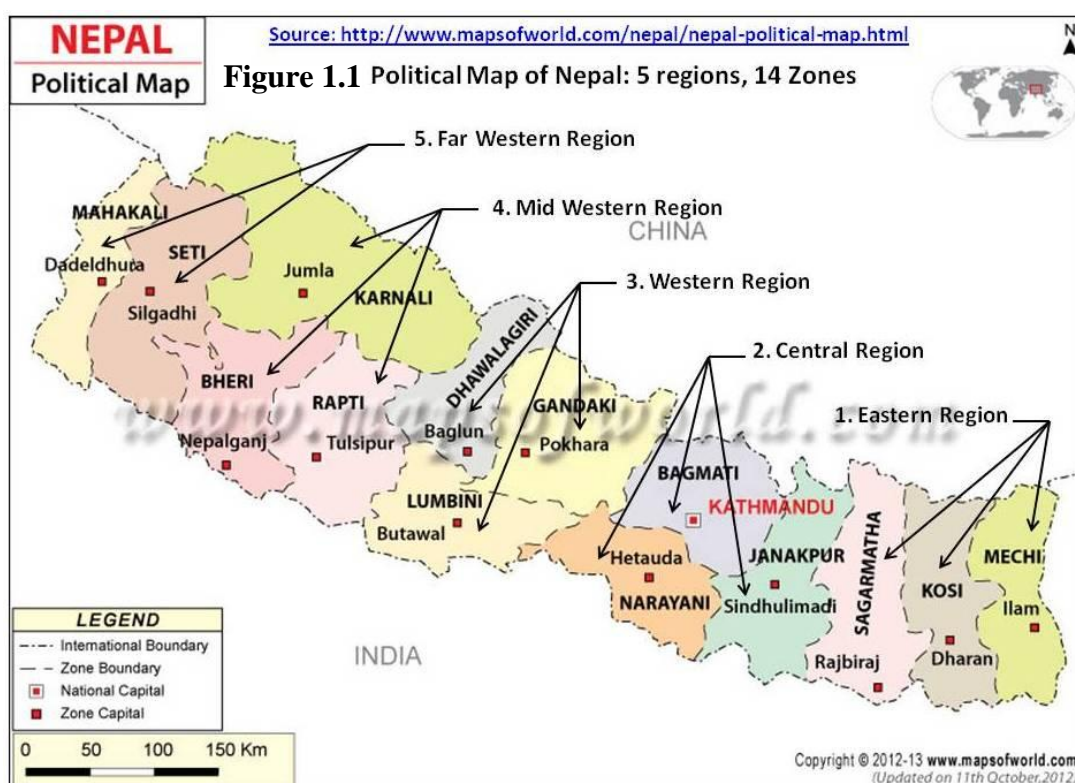 NEPAL
Political Map
Source: http://www.mapsofworld.com/nepal/nepal-political-map.html
Figure 1.1 Political Map of Nepal: 5 regions, 14 Zones
N
5. Far Western Region
4. Mid Western Region
CHINA
3. Western Region
2. Central Region
1. Eastern Region
MAHAKALI
Dadeldhura
SETI
Silgadhi
Jumla
KARNALI
BHERI
Nepalganj
RAPTI
Tulsipur
DHAWALAGIRI
Baglun
GANDAKI
Pokhara
LUMBINI
Butawal
BAGMATI
KATHMANDU
Hetauda
NARAYANI
JANAKPUR
Sindhulimadi
SAGARMATHA
Rajbiraj
KOSI
Dharan
MECHI
Ilam
www.mapsofworld.com
INDIA
LEGEND
International Boundary
Zone Boundary
National Capital
Zone Capital
0 50 100 150 Km
Copyright © 2012-13 www.mapsofworld.com
(Updated on 11th October,2012)